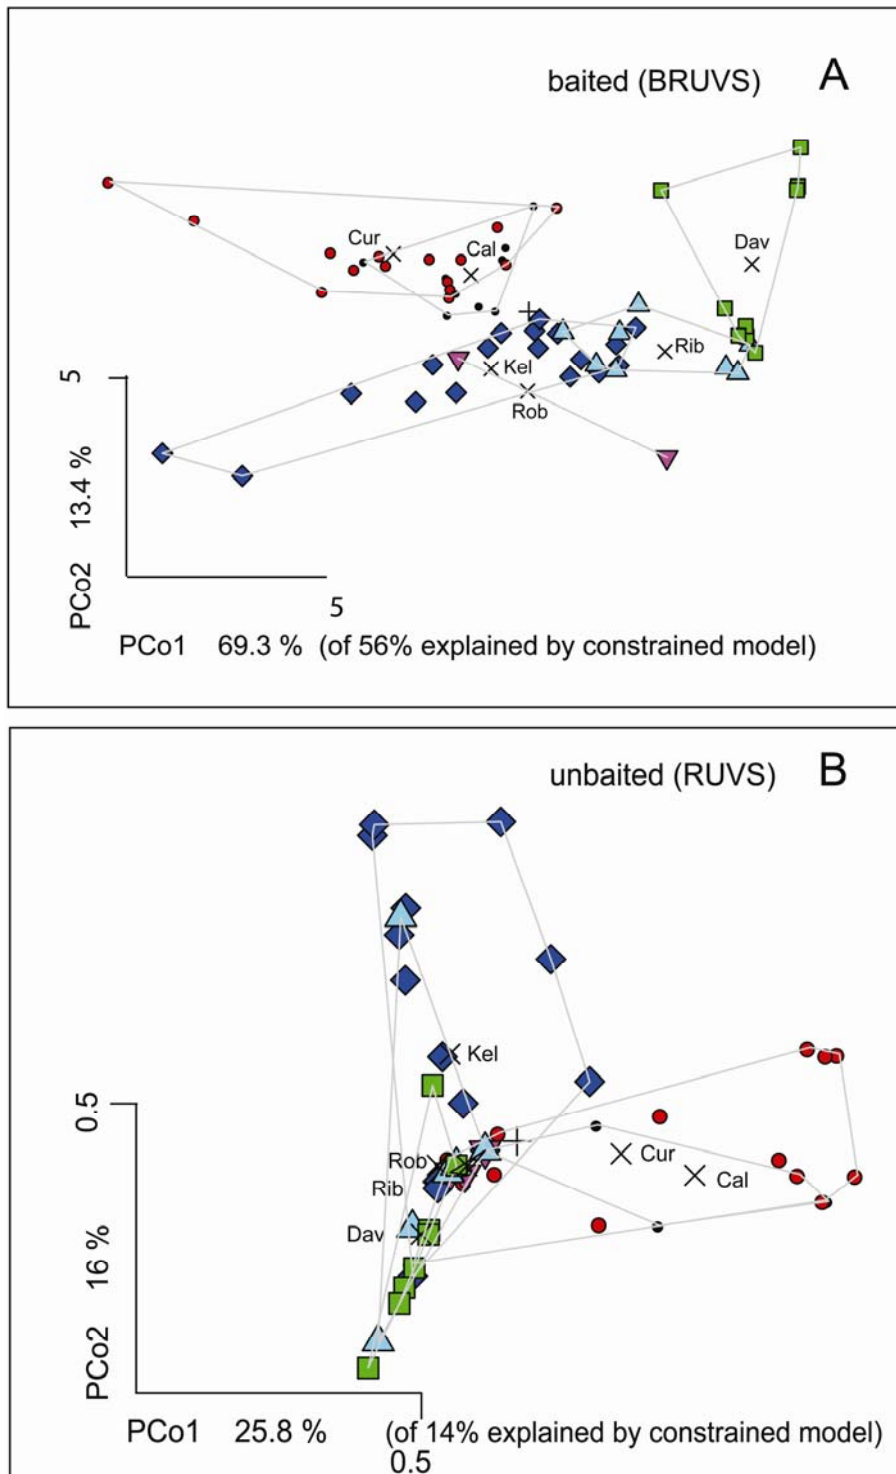 baited (BRUVS) A
Cur
Cal
Dav
Rib
Kel
Rob
5
PCo2 13.4 %
5
PCo1 69.3 % (of 56% explained by constrained model)
unbaited (RUVS) B
Kel
0.5
Rob
Cur
Rib
Cal
Dav
PCo2 16 %
PCo1 25.8 % (of 14% explained by constrained model)
0.5